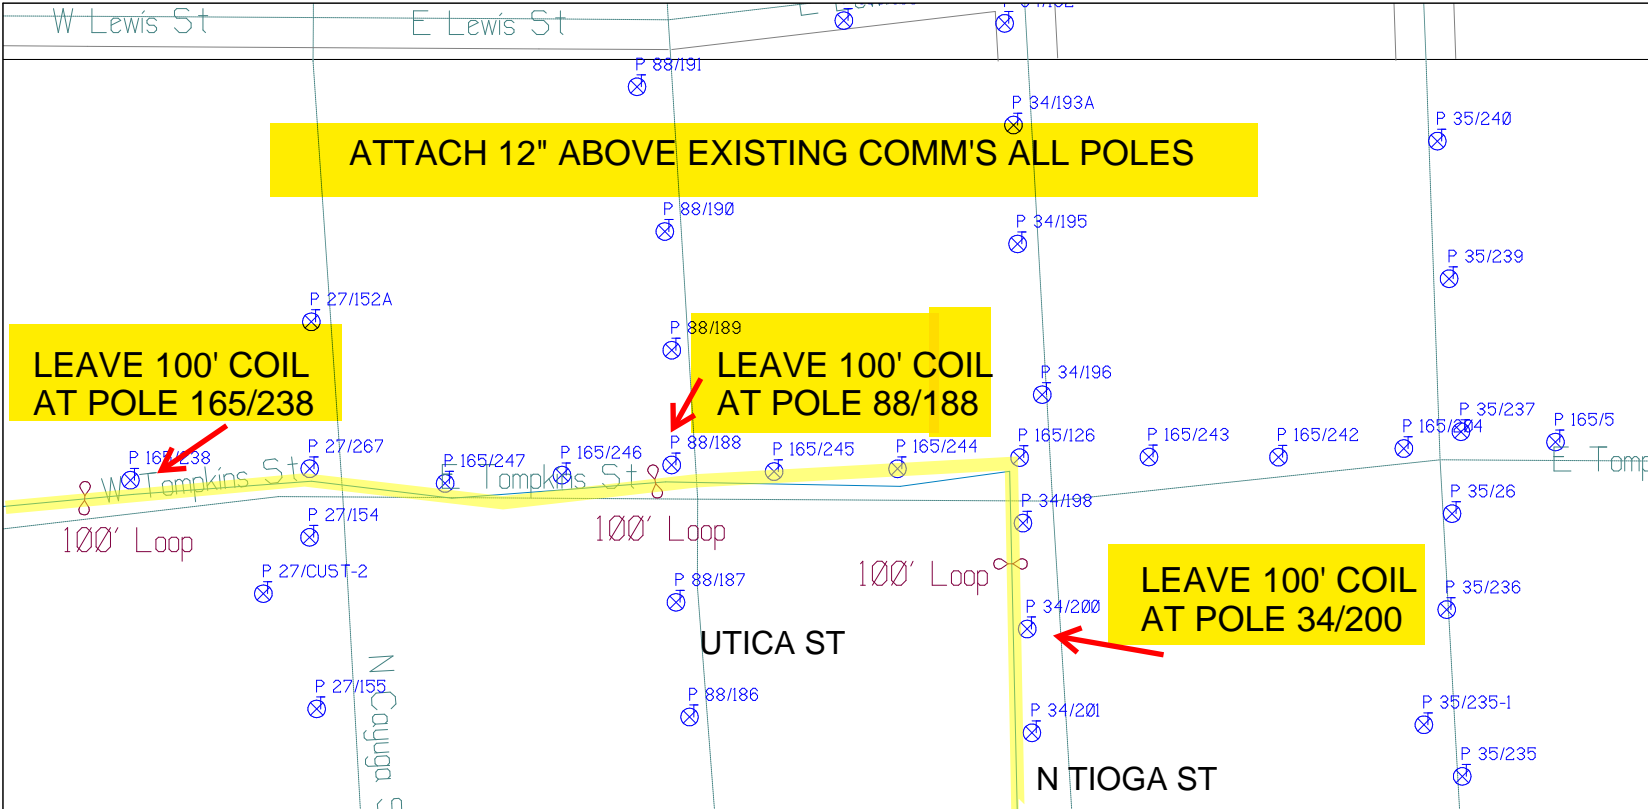 W Lewis St
E Lewis St
P 88/191
P 34/193A
P 35/240
ATTACH 12" ABOVE EXISTING COMM'S ALL POLES
P 88/190
P 34/195
P 35/239
P 27/152A
P 88/189
LEAVE 100' COIL
AT POLE 165/238
LEAVE 100' COIL
AT POLE 88/188
P 34/196
P 35/237
P 165/5
P 165/238
P 27/267
P 165/247
P 165/246
P 88/188
P 165/245
P 165/244
P 165/126
P 165/243
P 165/242
W Tompkins St
E Tompkins St
E Tomp
P 34/198
P 35/26
P 27/154
100' Loop
100' Loop
100' Loop
P 27/CUST-2
P 88/187
P 34/200
LEAVE 100' COIL
AT POLE 34/200
P 35/236
UTICA ST
N Cayuga S
P 27/155
P 88/186
P 34/201
P 35/235-1
P 35/235
N TIOGA ST